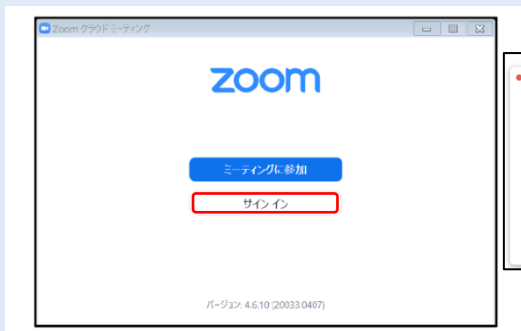 Zoom クラウド ミーティング
zoom
ミーティングに参加
サイン イン
バージョン: 4.6.10 (20033.0407)